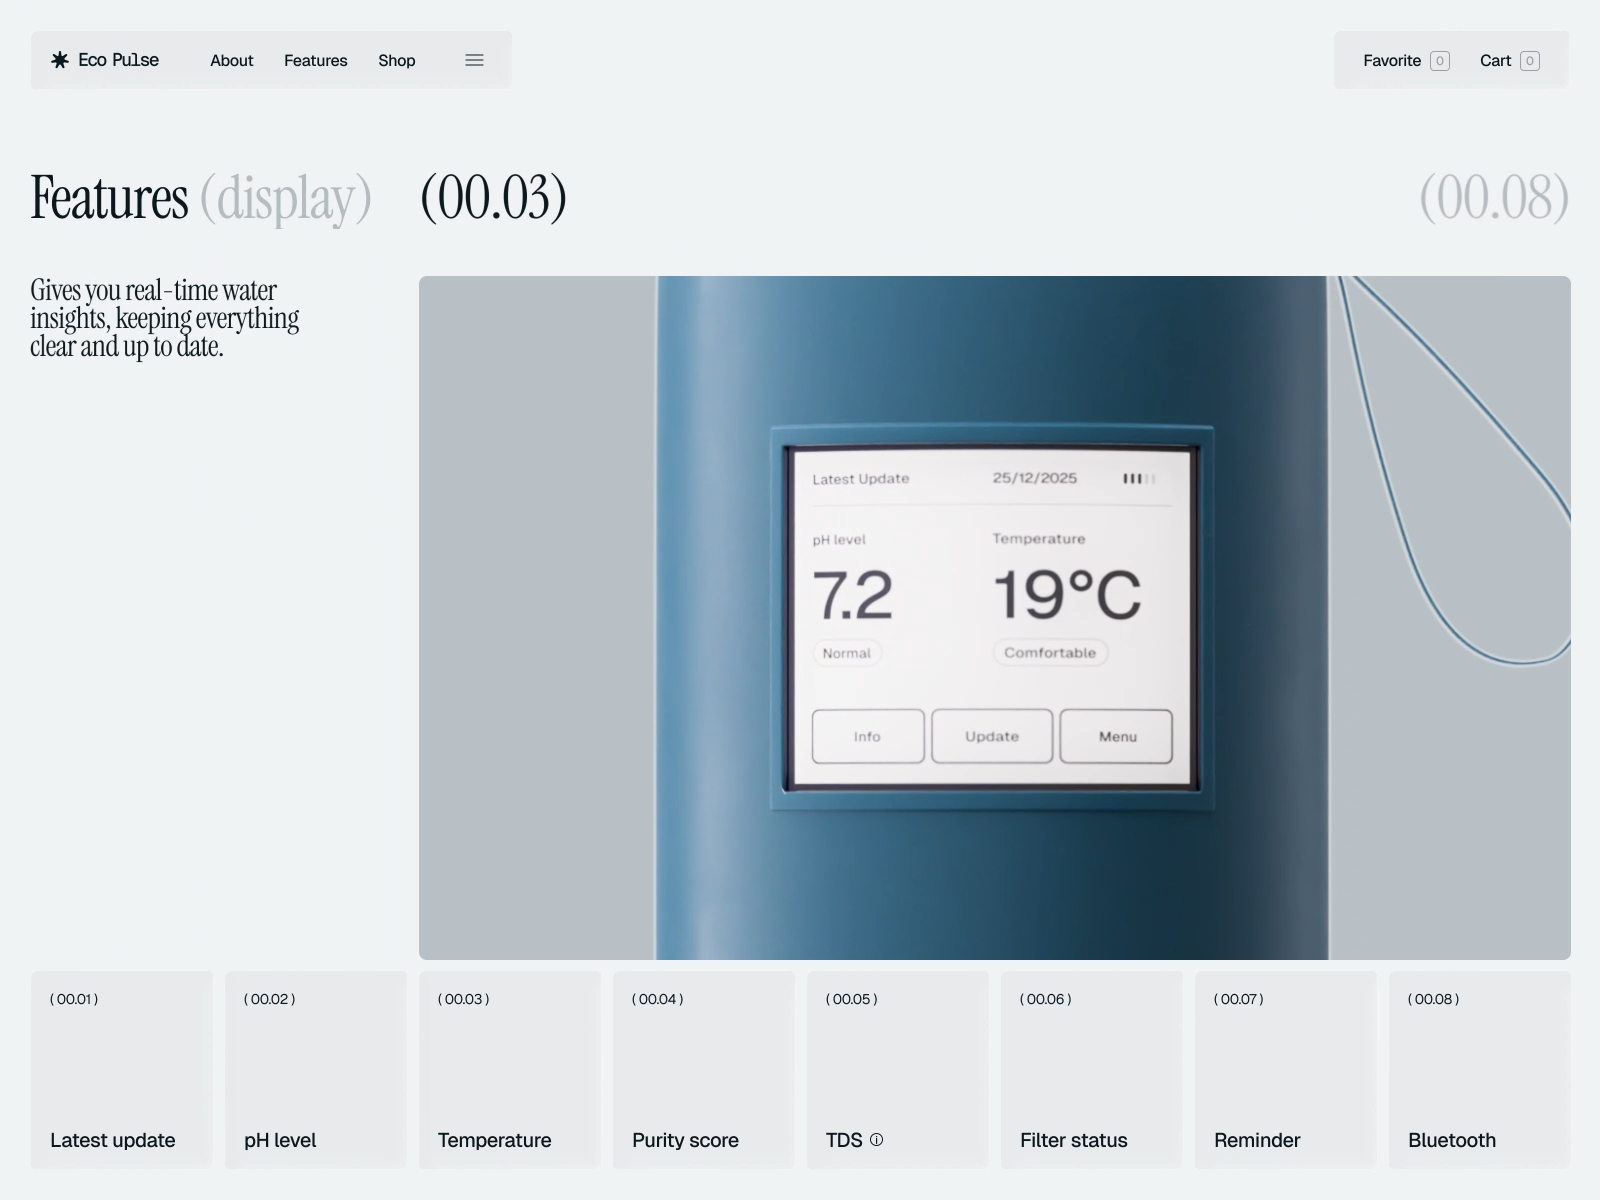 Eco Pulse
About
Features
Shop
Favorite 0
Cart 0
Features (display)
(00.03)
(00.08)
Gives you real-time water
insights, keeping everything
clear and up to date.
Latest Update 25/12/2025
pH level Temperature
7.2 19°C
Normal Comfortable
Info Update Menu
( 00.01 )
Latest update
( 00.02 )
pH level
( 00.03 )
Temperature
( 00.04 )
Purity score
( 00.05 )
TDS
( 00.06 )
Filter status
( 00.07 )
Reminder
( 00.08 )
Bluetooth